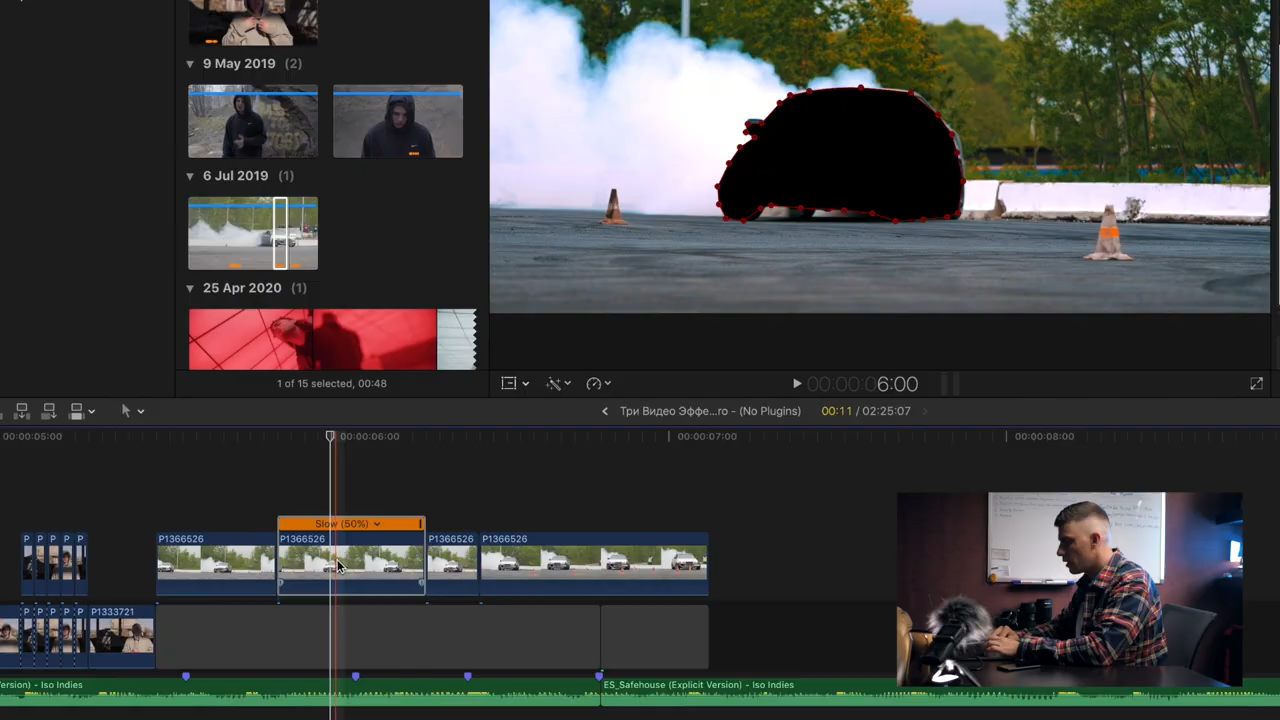 9 May 2019 (2)
6 Jul 2019 (1)
25 Apr 2020 (1)
1 of 15 selected, 00:48
00:00:00:06:00
Три Видео Эффе...ro - (No Plugins)
00:11 / 02:25:07
00:00:05:00
00:00:06:00
00:00:07:00
00:00:08:00
Slow (50%)
P P P P P
P1366526
P1366526
P1366526
P1366526
P P P P P
P1333721
ersion) - Iso Indies
ES_Safehouse (Explicit Version) - Iso Indies